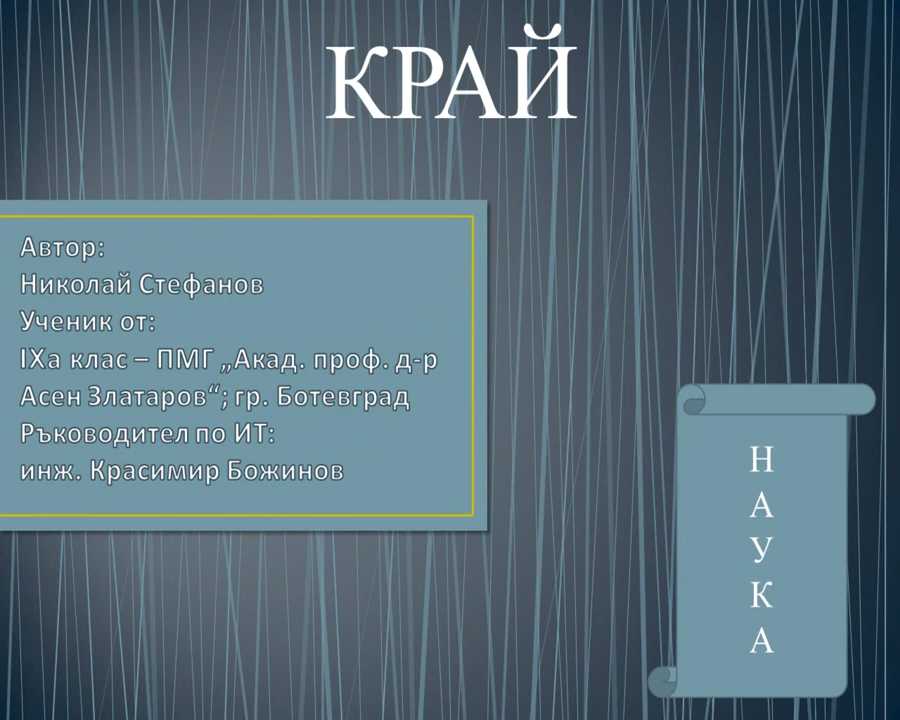 КРАЙ
Автор:
Николай Стефанов
Ученик от:
IXа клас – ПМГ „Акад. проф. д-р
Асен Златаров“; гр. Ботевград
Ръководител по ИТ:
инж. Красимир Божинов
Н
А
У
К
А